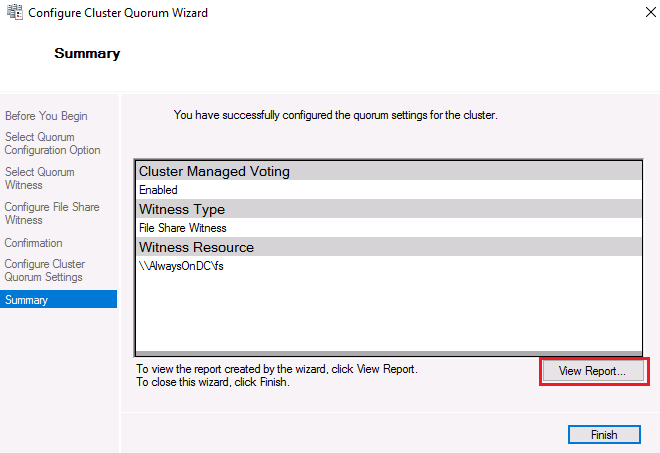 Configure Cluster Quorum Wizard
Summary
Before You Begin
Select Quorum
Configuration Option
Select Quorum
Witness
Configure File Share
Witness
Confirmation
Configure Cluster
Quorum Settings
Summary
You have successfully configured the quorum settings for the cluster.
Cluster Managed Voting
Enabled
Witness Type
File Share Witness
Witness Resource
\\AlwaysOnDC\fs
To view the report created by the wizard, click View Report.
To close this wizard, click Finish.
View Report...
Finish